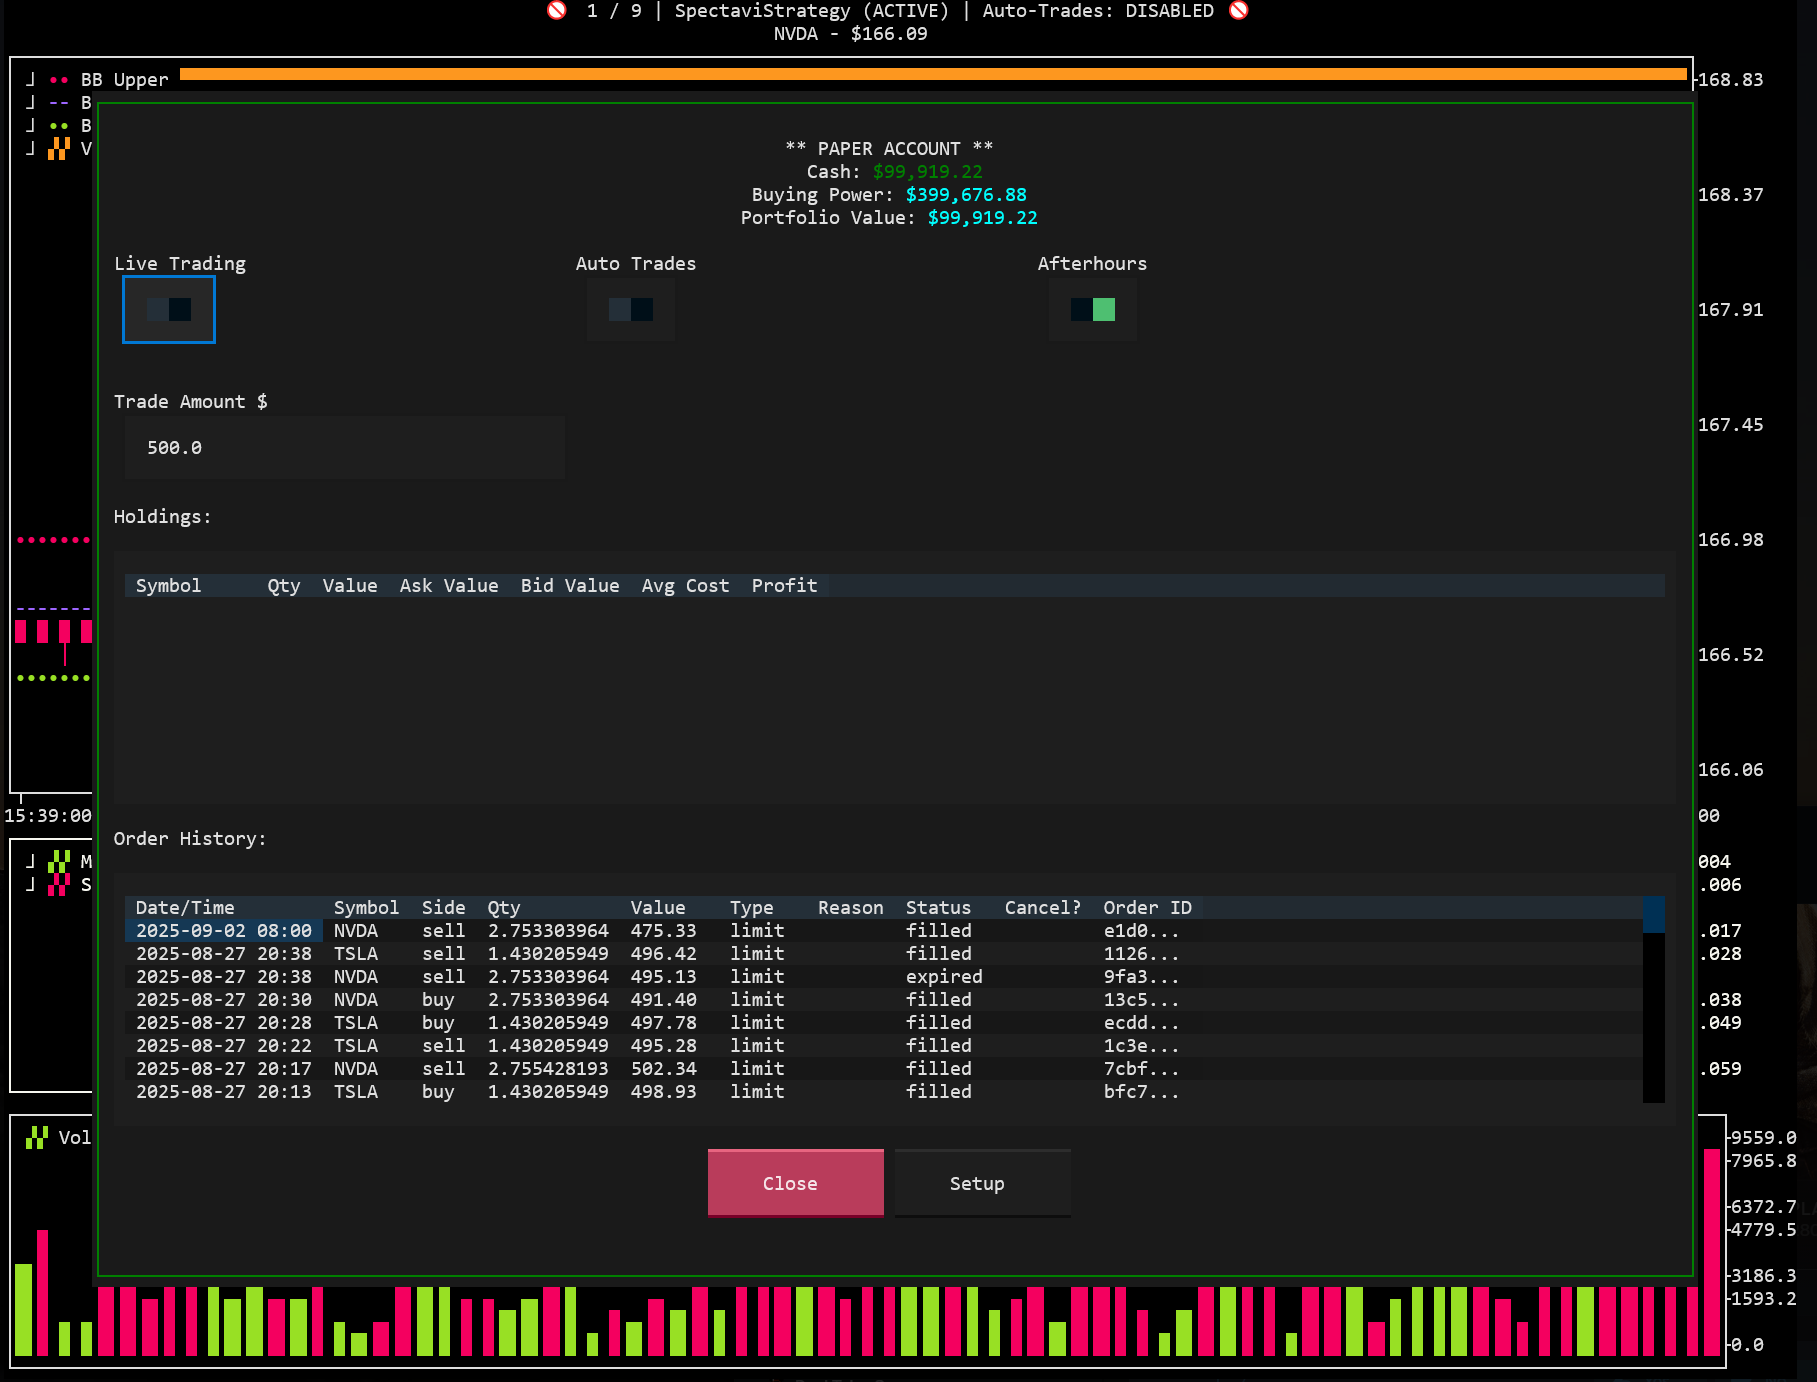 🚫 1 / 9 | SpectaviStrategy (ACTIVE) | Auto-Trades: DISABLED 🚫
NVDA - $166.09
BB Upper
168.83
B
B
V
** PAPER ACCOUNT **
Cash: $99,919.22
Buying Power: $399,676.88
168.37
Portfolio Value: $99,919.22
Live Trading Auto Trades Afterhours
167.91
Trade Amount $
167.45
500.0
Holdings:
166.98
Symbol Qty Value Ask Value Bid Value Avg Cost Profit
166.52
166.06
15:39:00
00
Order History:
M
004
S
.006
Date/Time Symbol Side Qty Value Type Reason Status Cancel? Order ID
2025-09-02 08:00 NVDA sell 2.753303964 475.33 limit filled e1d0...
.017
2025-08-27 20:38 TSLA sell 1.430205949 496.42 limit filled 1126...
.028
2025-08-27 20:38 NVDA sell 2.753303964 495.13 limit expired 9fa3...
2025-08-27 20:30 NVDA buy 2.753303964 491.40 limit filled 13c5...
.038
2025-08-27 20:28 TSLA buy 1.430205949 497.78 limit filled ecdd...
.049
2025-08-27 20:22 TSLA sell 1.430205949 495.28 limit filled 1c3e...
2025-08-27 20:17 NVDA sell 2.755428193 502.34 limit filled 7cbf...
.059
2025-08-27 20:13 TSLA buy 1.430205949 498.93 limit filled bfc7...
Vol
9559.0
7965.8
Close Setup
6372.7
4779.5
3186.3
1593.2
0.0